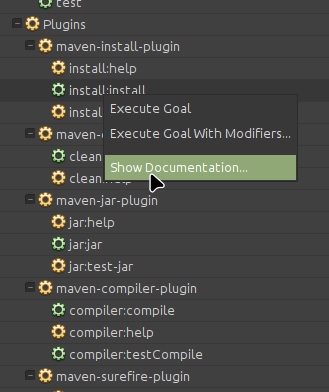 test
Plugins
maven-install-plugin
install:help
install:install
Execute Goal
instal
Execute Goal With Modifiers...
maven-
clean
Show Documentation...
clean:help
maven-jar-plugin
jar:help
jar:jar
jar:test-jar
maven-compiler-plugin
compiler:compile
compiler:help
compiler:testCompile
maven-surefire-plugin